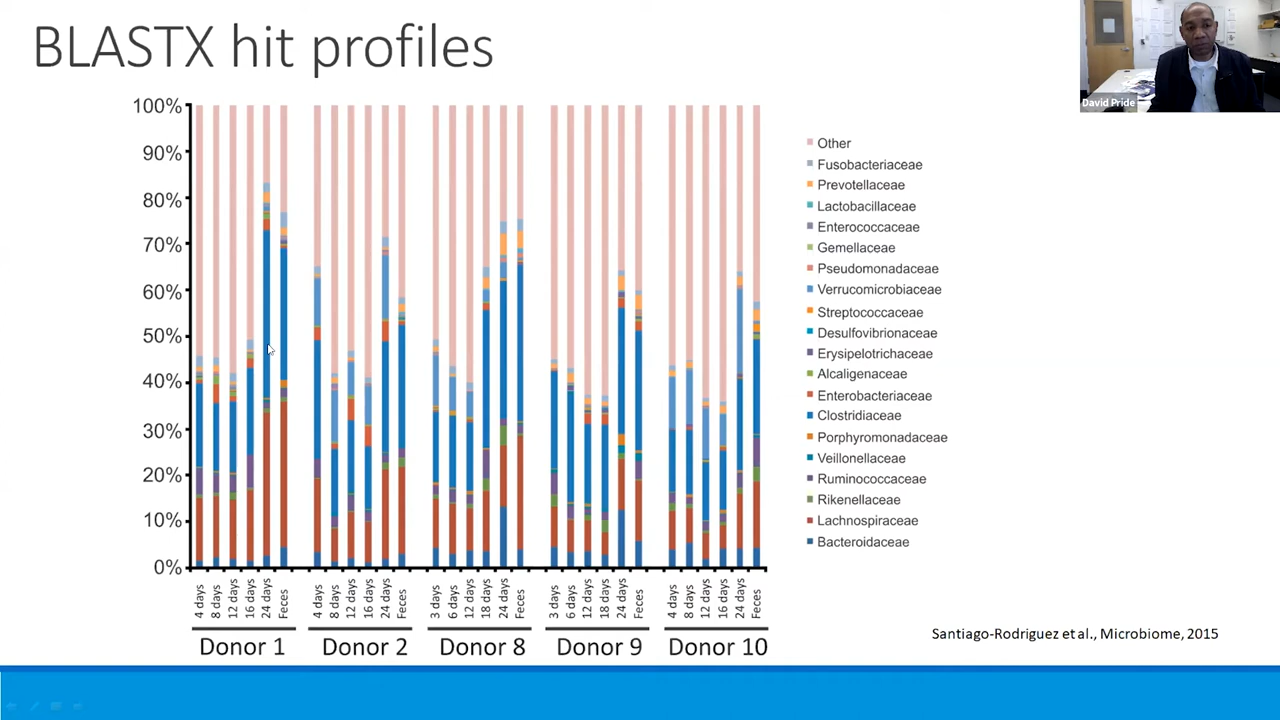 BLASTX hit profiles
David Pride
100%
90%
80%
70%
60%
50%
40%
30%
20%
10%
0%
4 days
8 days
12 days
16 days
24 days
Feces
4 days
8 days
12 days
16 days
24 days
Feces
3 days
6 days
12 days
18 days
24 days
Feces
3 days
6 days
12 days
18 days
24 days
Feces
4 days
8 days
12 days
16 days
24 days
Feces
Donor 1
Donor 2
Donor 8
Donor 9
Donor 10
Other
Fusobacteriaceae
Prevotellaceae
Lactobacillaceae
Enterococcaceae
Gemellaceae
Pseudomonadaceae
Verrucomicrobiaceae
Streptococcaceae
Desulfovibrionaceae
Erysipelotrichaceae
Alcaligenaceae
Enterobacteriaceae
Clostridiaceae
Porphyromonadaceae
Veillonellaceae
Ruminococcaceae
Rikenellaceae
Lachnospiraceae
Bacteroidaceae
Santiago-Rodriguez et al., Microbiome, 2015